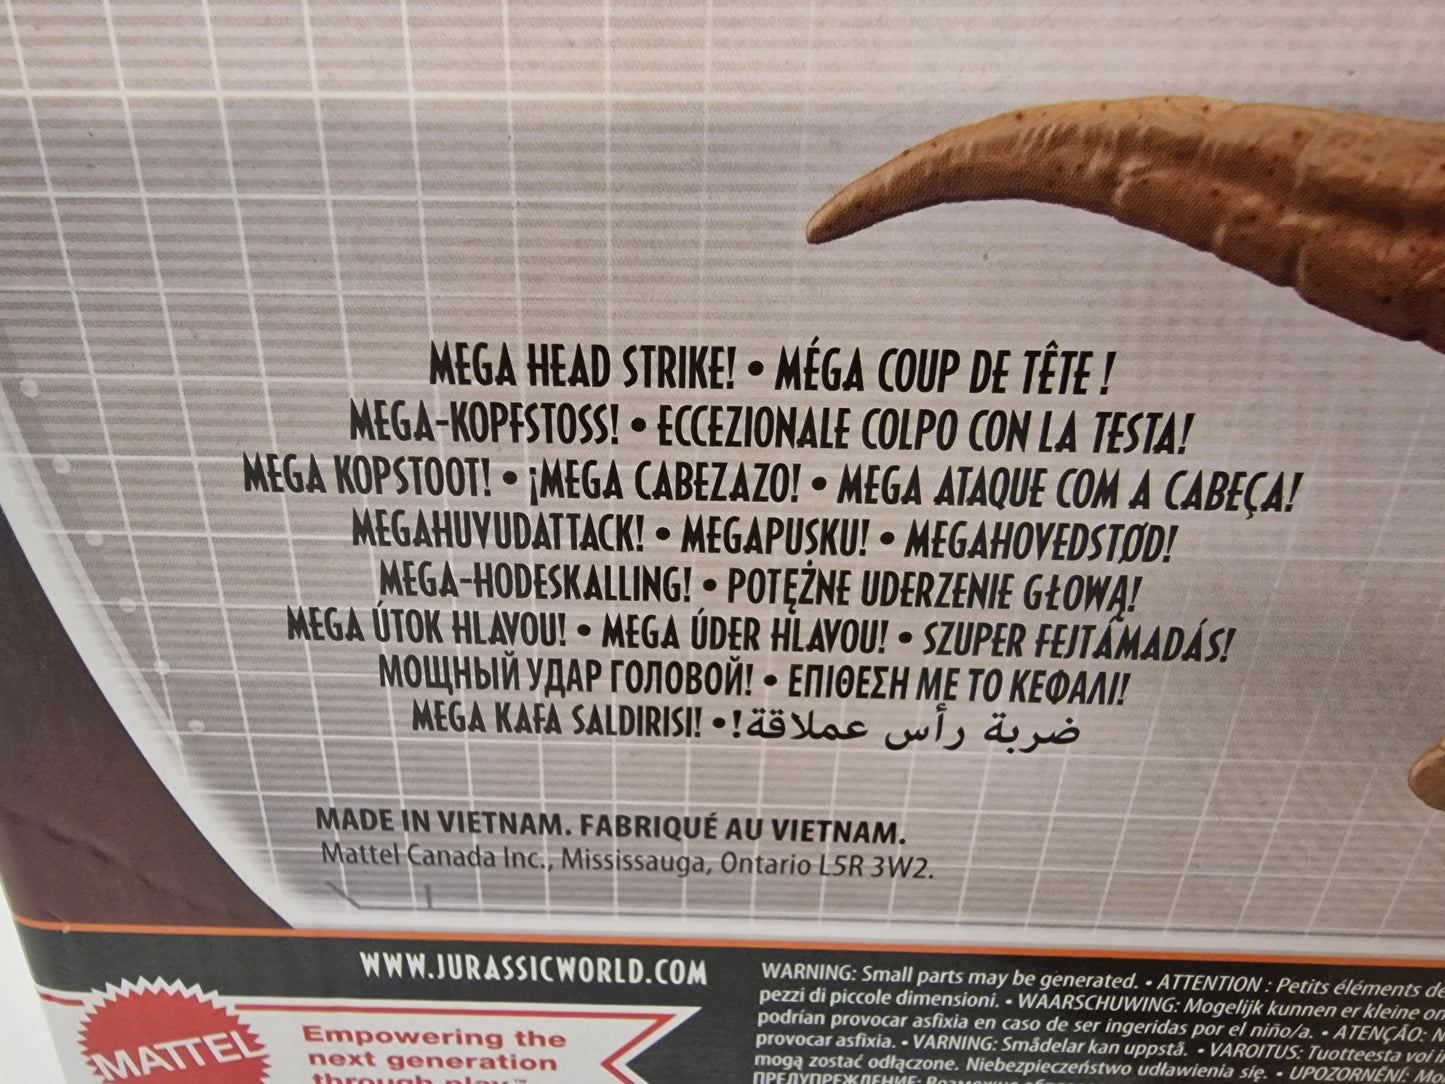 MEGA HEAD STRIKE! • MÉGA COUP DE TÊTE !
MEGA-KOPFSTOSS! • ECCEZIONALE COLPO CON LA TESTA!
MEGA KOPSTOOT! • ¡MEGA CABEZAZO! • MEGA ATAQUE COM A CABEÇA!
MEGAHUVUDATTACK! • MEGAPUSKU! • MEGAHOVEDSTØD!
MEGA-HODESKALLING! • POTĘŻNE UDERZENIE GŁOWĄ!
MEGA ÚTOK HLAVOU! • MEGA ÚDER HLAVOU! • SZUPER FEJTÁMADÁS!
МОЩНЫЙ УДАР ГОЛОВОЙ! • ΕΠΙΘΕΣΗ ΜΕ ΤΟ ΚΕΦΑΛΙ!
MEGA KAFA SALDIRISI! • ضربة رأس عملاقة!
MADE IN VIETNAM. FABRIQUÉ AU VIETNAM.
Mattel Canada Inc., Mississauga, Ontario L5R 3W2.
WWW.JURASSICWORLD.COM
MATTEL
Empowering the
next generation
through play.™
WARNING: Small parts may be generated. • ATTENTION : Petits éléments
pezzi di piccole dimensioni. • WAARSCHUWING: Mogelijk kunnen er kleine
podrían provocar asfixia en caso de ser ingeridas por el niño/a. • ATENÇÃO:
provocar asfixia. • VARNING: Smådelar kan uppstå. • VAROITUS: Tuotteesta voi
mogą zostać odłączone. Niebezpieczeństwo udławienia się. • UPOZORNĚNÍ:
ПРЕДУПРЕЖДЕНИЕ: